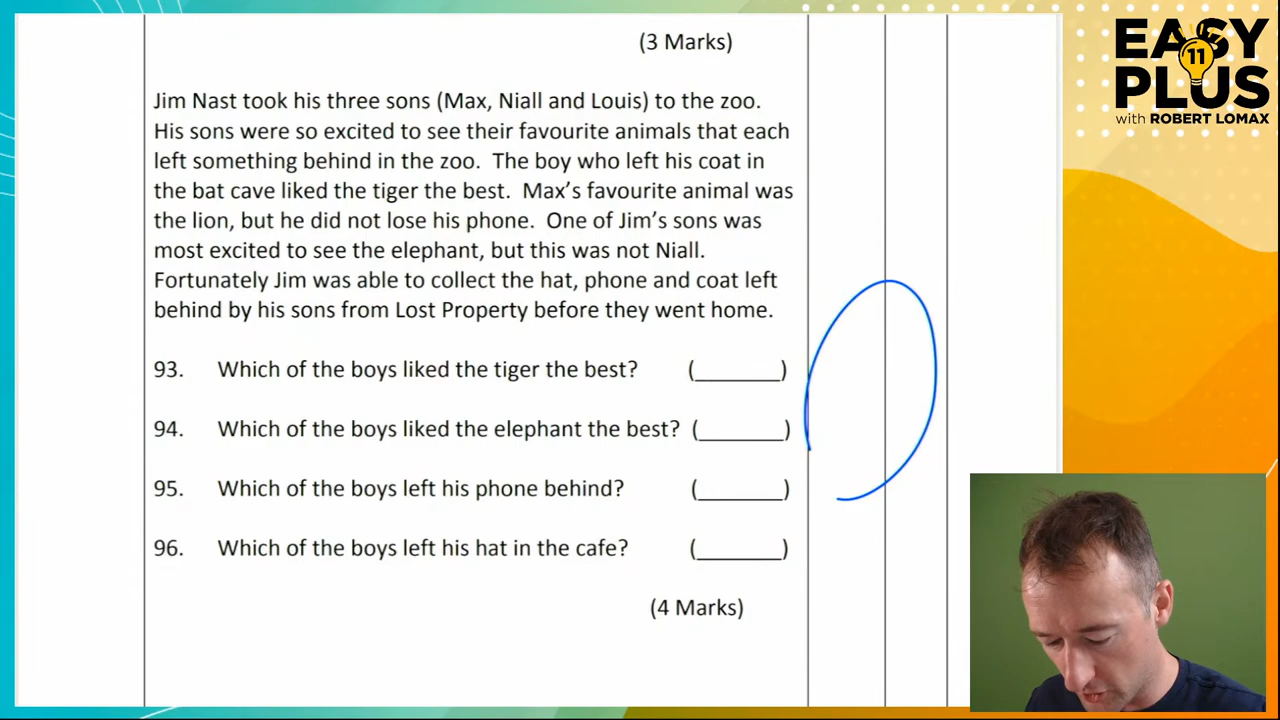 (3 Marks)
EASY
11
PLUS
with ROBERT LOMAX
Jim Nast took his three sons (Max, Niall and Louis) to the zoo.
His sons were so excited to see their favourite animals that each
left something behind in the zoo. The boy who left his coat in
the bat cave liked the tiger the best. Max's favourite animal was
the lion, but he did not lose his phone. One of Jim's sons was
most excited to see the elephant, but this was not Niall.
Fortunately Jim was able to collect the hat, phone and coat left
behind by his sons from Lost Property before they went home.
93. Which of the boys liked the tiger the best? (_______)
94. Which of the boys liked the elephant the best? (_______)
95. Which of the boys left his phone behind? (_______)
96. Which of the boys left his hat in the cafe? (_______)
(4 Marks)